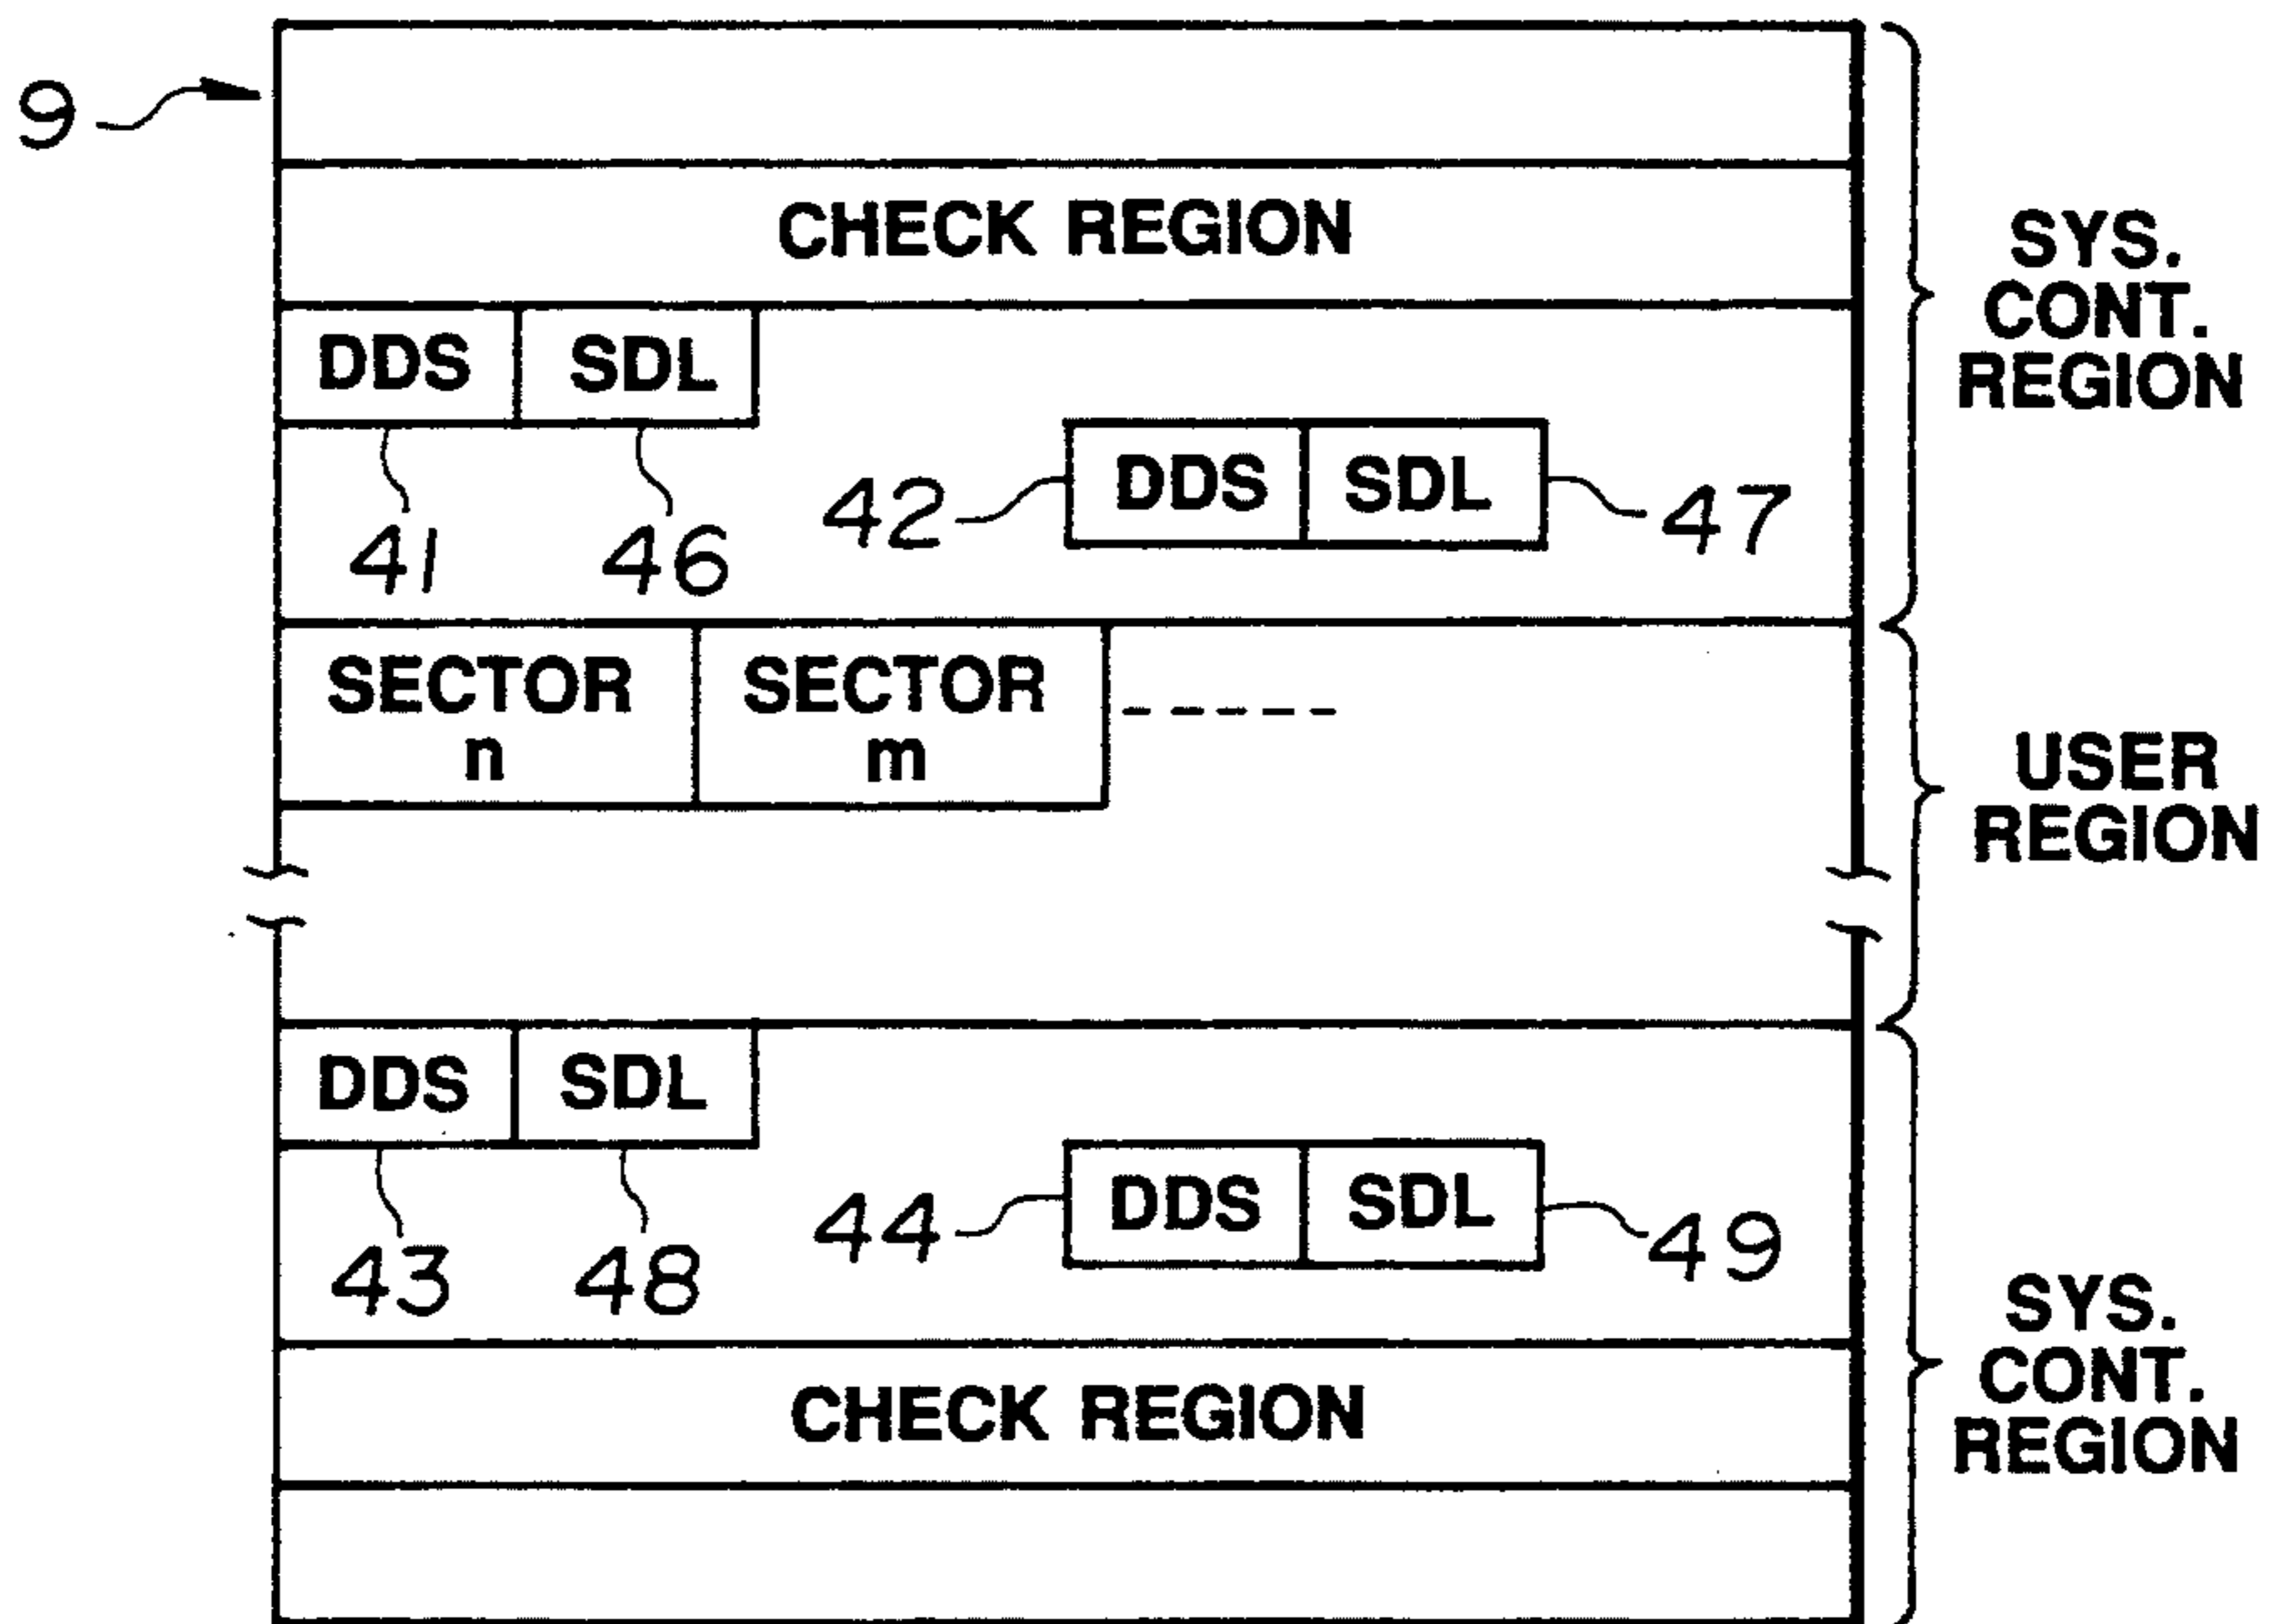 9
CHECK REGION
SYS.
CONT.
REGION
DDS SDL
42 DDS SDL 47
41 46
SECTOR n
SECTOR m
USER
REGION
DDS SDL
44 DDS SDL 49
43 48
SYS.
CONT.
REGION
CHECK REGION